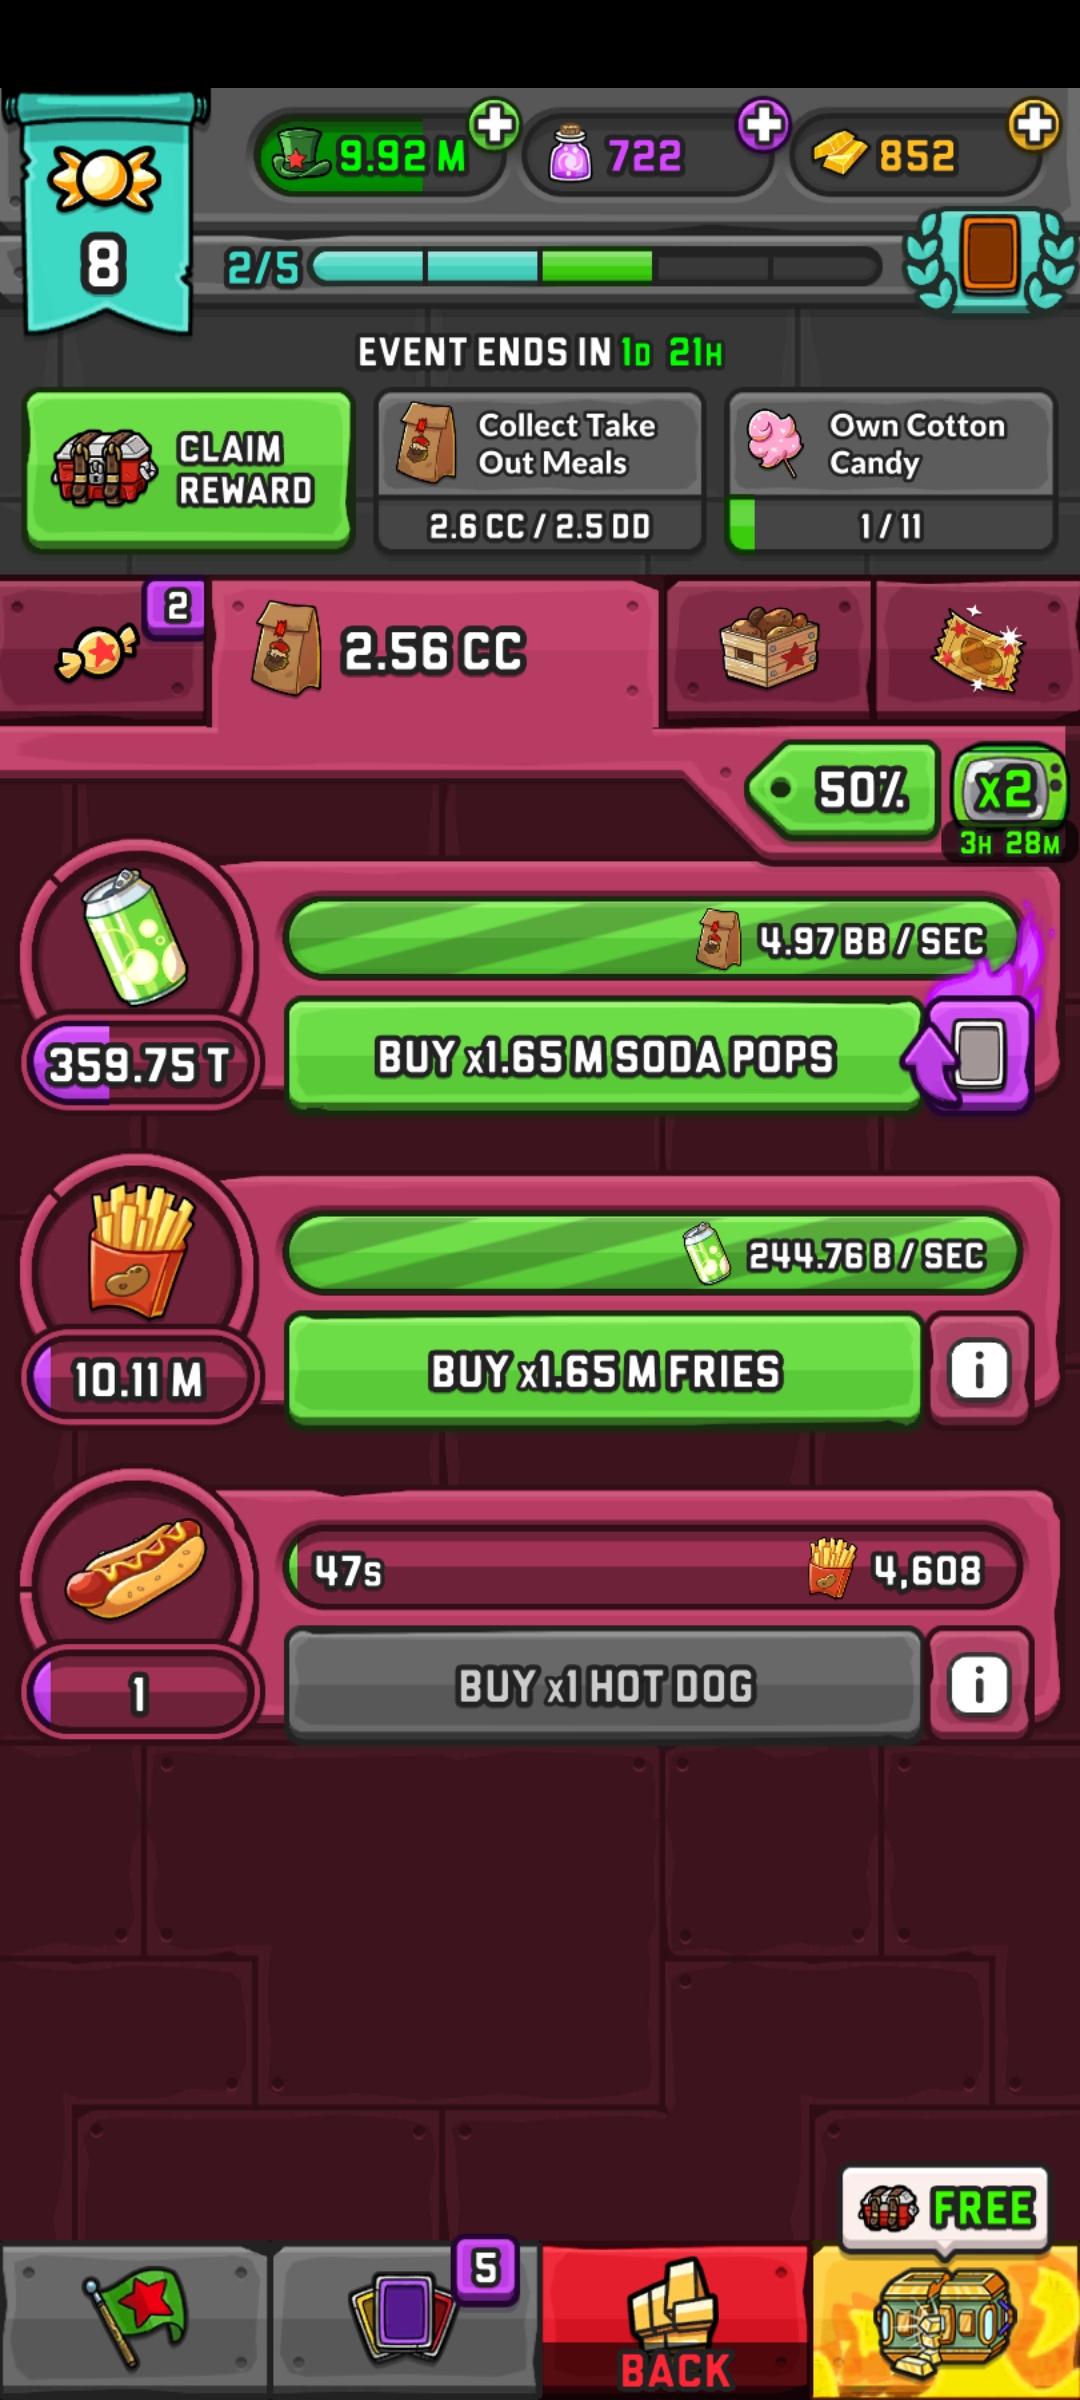 9.92 M
722
852
8
2/5
EVENT ENDS IN 1D 21H
CLAIM
REWARD
Collect Take
Out Meals
2.6 CC / 2.5 DD
Own Cotton
Candy
1 / 11
2
2.56 CC
50%
x2
3H 28M
4.97 BB / SEC
359.75 T
BUY x1.65 M SODA POPS
244.76 B / SEC
10.11 M
BUY x1.65 M FRIES
i
47s
4,608
1
BUY x1 HOT DOG
i
FREE
5
BACK